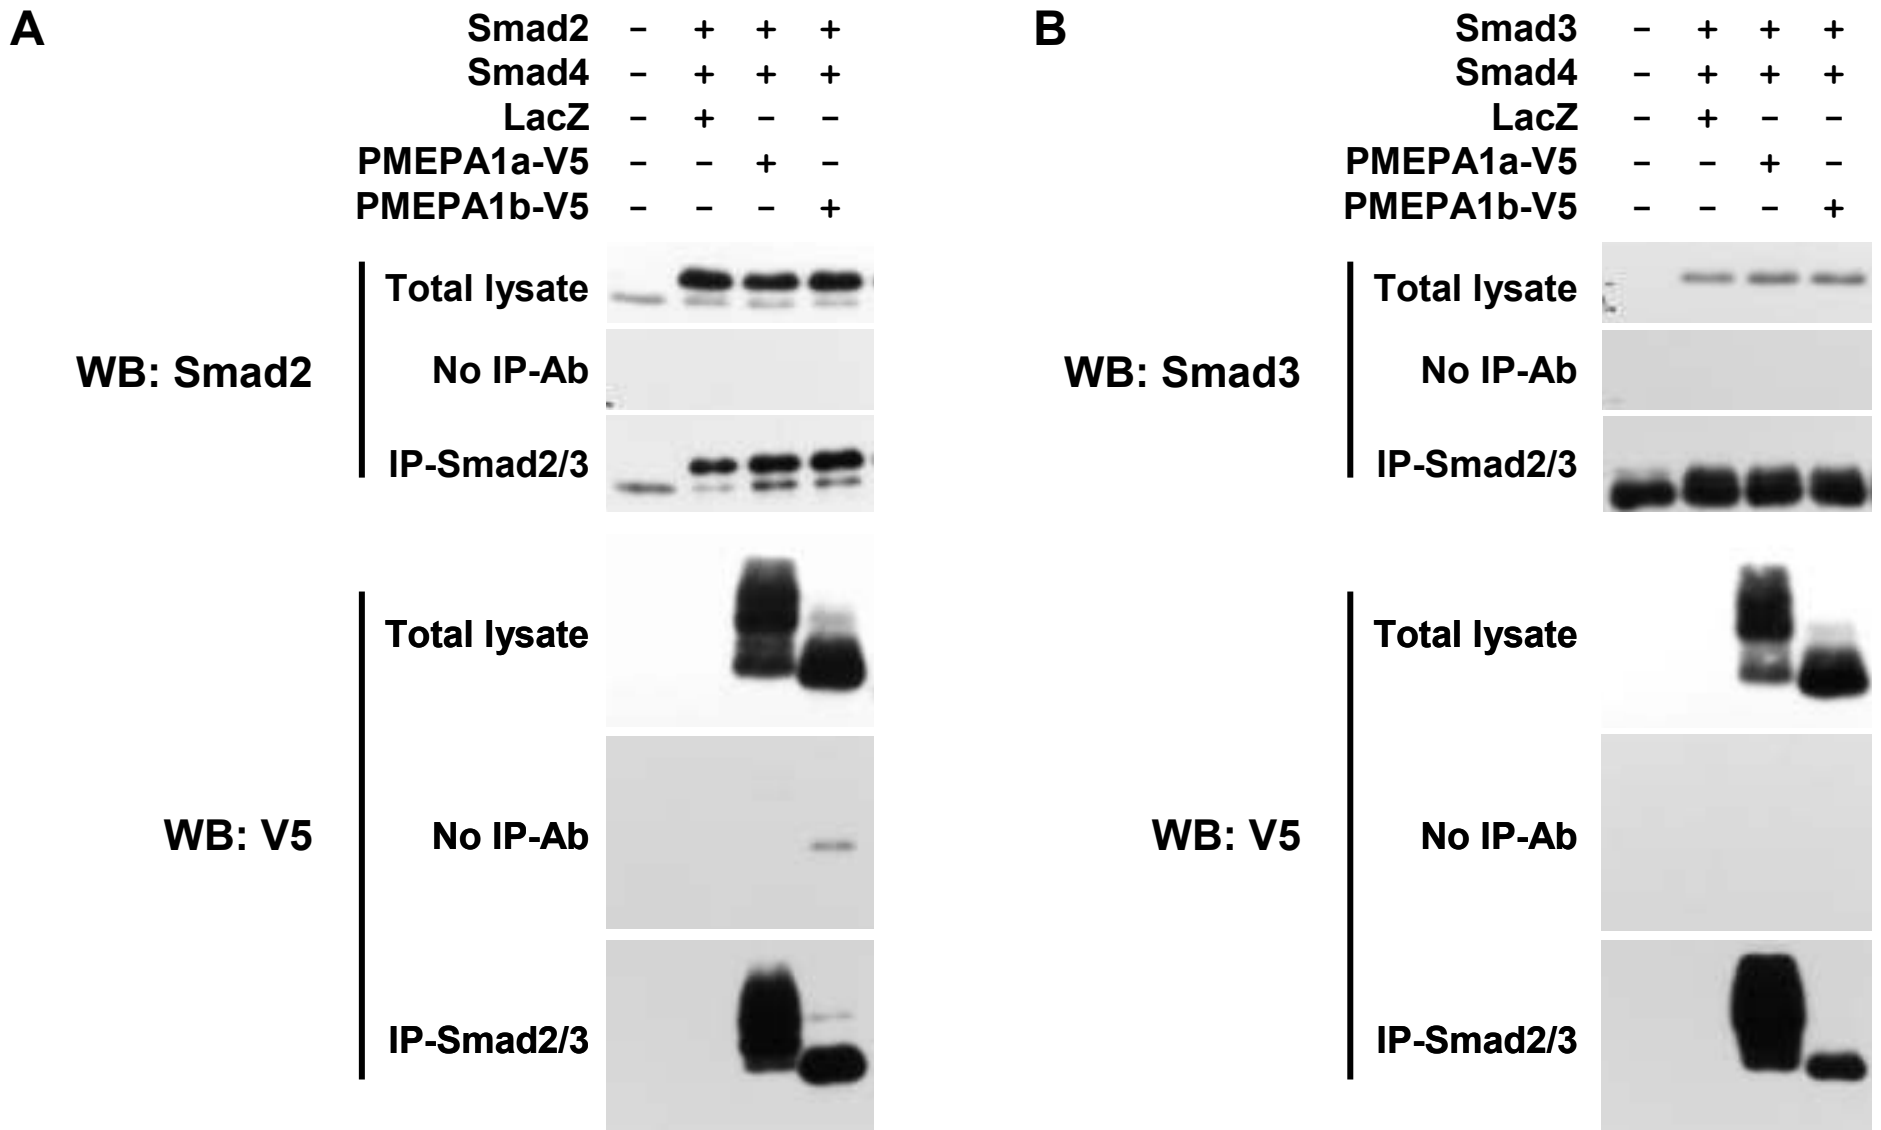 A
Smad2 - + + +
Smad4 - + + +
LacZ - + - -
PMEPA1a-V5 - - + -
PMEPA1b-V5 - - - +
WB: Smad2
Total lysate
No IP-Ab
IP-Smad2/3
WB: V5
Total lysate
No IP-Ab
IP-Smad2/3
B
Smad3 - + + +
Smad4 - + + +
LacZ - + - -
PMEPA1a-V5 - - + -
PMEPA1b-V5 - - - +
WB: Smad3
Total lysate
No IP-Ab
IP-Smad2/3
WB: V5
Total lysate
No IP-Ab
IP-Smad2/3